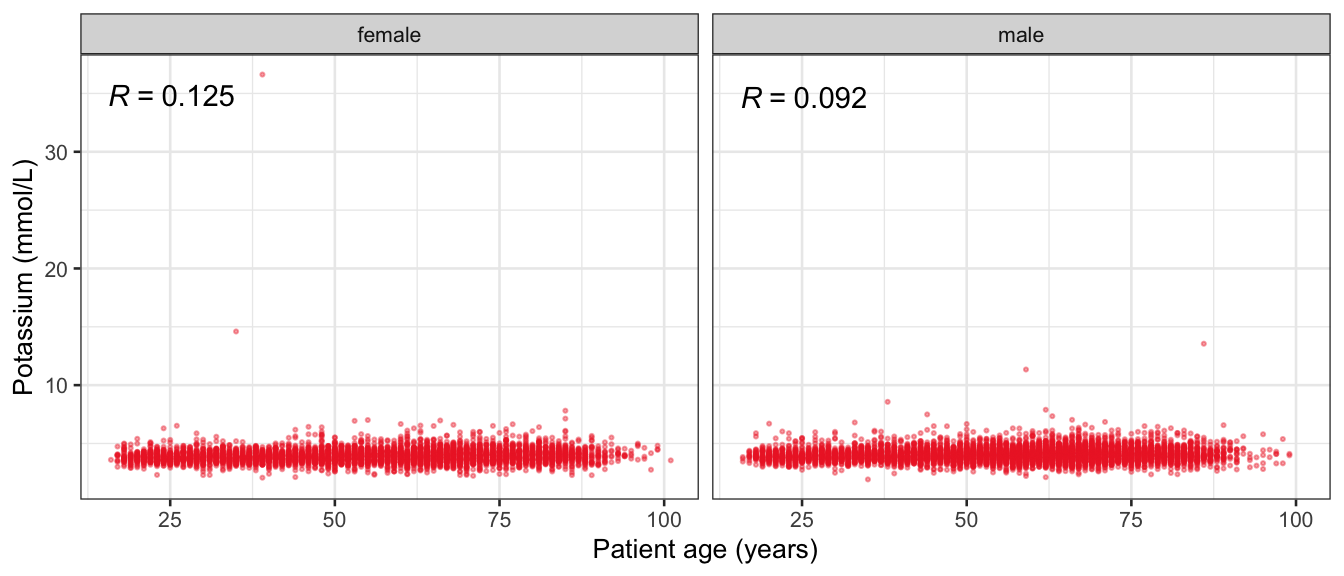 female
male
R = 0.125
R = 0.092
30
20
10
Potassium (mmol/L)
25 50 75 100
25 50 75 100
Patient age (years)